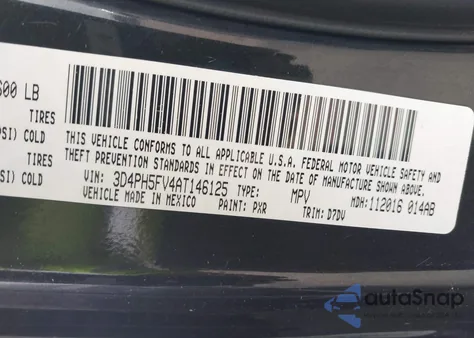 600 LB
TIRES
SI) COLD
TIRES
SI) COLD
THIS VEHICLE CONFORMS TO ALL APPLICABLE U.S.A. FEDERAL MOTOR VEHICLE SAFETY AND
THEFT PREVENTION STANDARDS IN EFFECT ON THE DATE OF MANUFACTURE SHOWN ABOVE.
VIN: 3D4PH5FV4AT146125 TYPE: MPV MDH: 112016 014AB
VEHICLE MADE IN MEXICO PAINT: PXR TRIM: D7DV
autoSnap